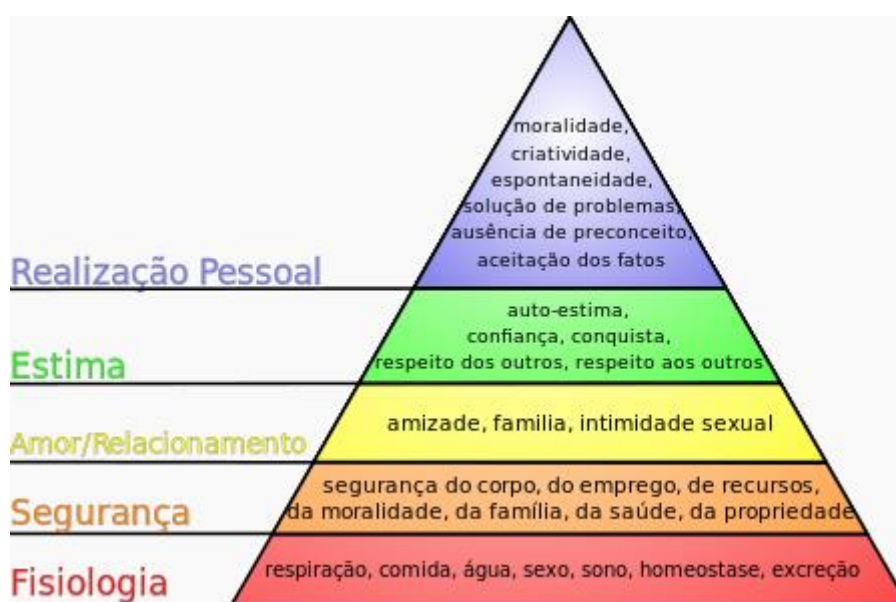 moralidade,
criatividade,
espontaneidade,
solução de problemas,
ausência de preconceito,
aceitação dos fatos
Realização Pessoal
auto-estima,
confiança, conquista,
respeito dos outros, respeito aos outros
Estima
amizade, familia, intimidade sexual
Amor/Relacionamento
segurança do corpo, do emprego, de recursos,
da moralidade, da família, da saúde, da propriedade
Segurança
respiração, comida, água, sexo, sono, homeostase, excreção
Fisiologia